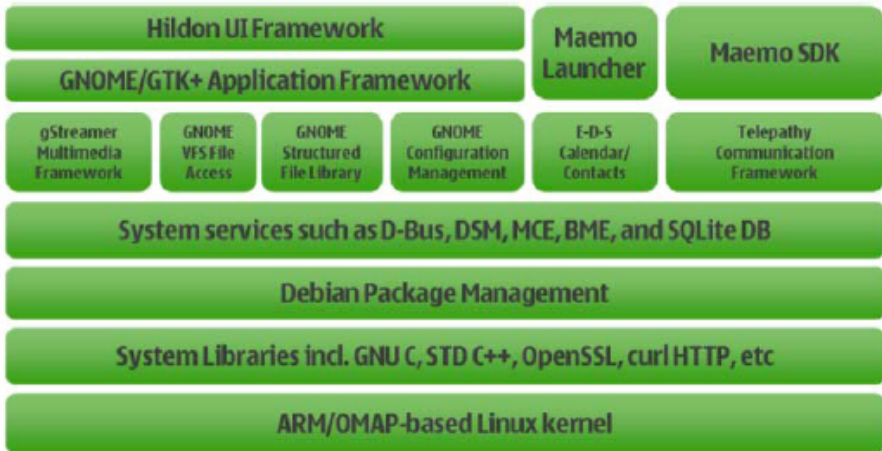 Hildon UI Framework
Maemo
Launcher
Maemo SDK
GNOME/GTK+ Application Framework
gStreamer
Multimedia
Framework
GNOME
VFS File
Access
GNOME
Structured
File Library
GNOME
Configuration
Management
E-D-S
Calendar/
Contacts
Telepathy
Communication
Framework
System services such as D-Bus, DSM, MCE, BME, and SQLite DB
Debian Package Management
System Libraries incl. GNU C, STD C++, OpenSSL, curl HTTP, etc
ARM/OMAP-based Linux kernel